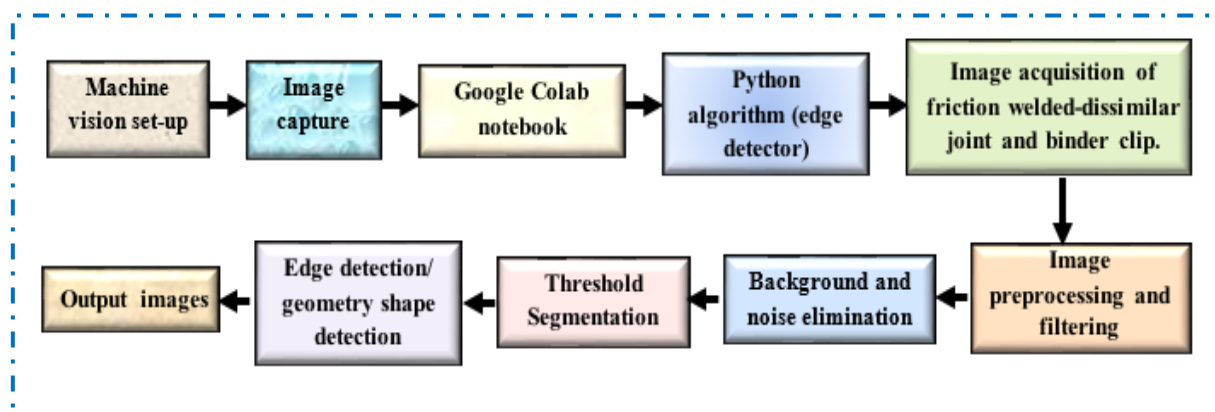 Machine
vision set-up
Image
capture
Google Colab
notebook
Python
algorithm (edge
detector)
Image acquisition of
friction welded-dissimilar
joint and binder clip.
Image
preprocessing and
filtering
Background and
noise elimination
Threshold
Segmentation
Edge detection/
geometry shape
detection
Output images